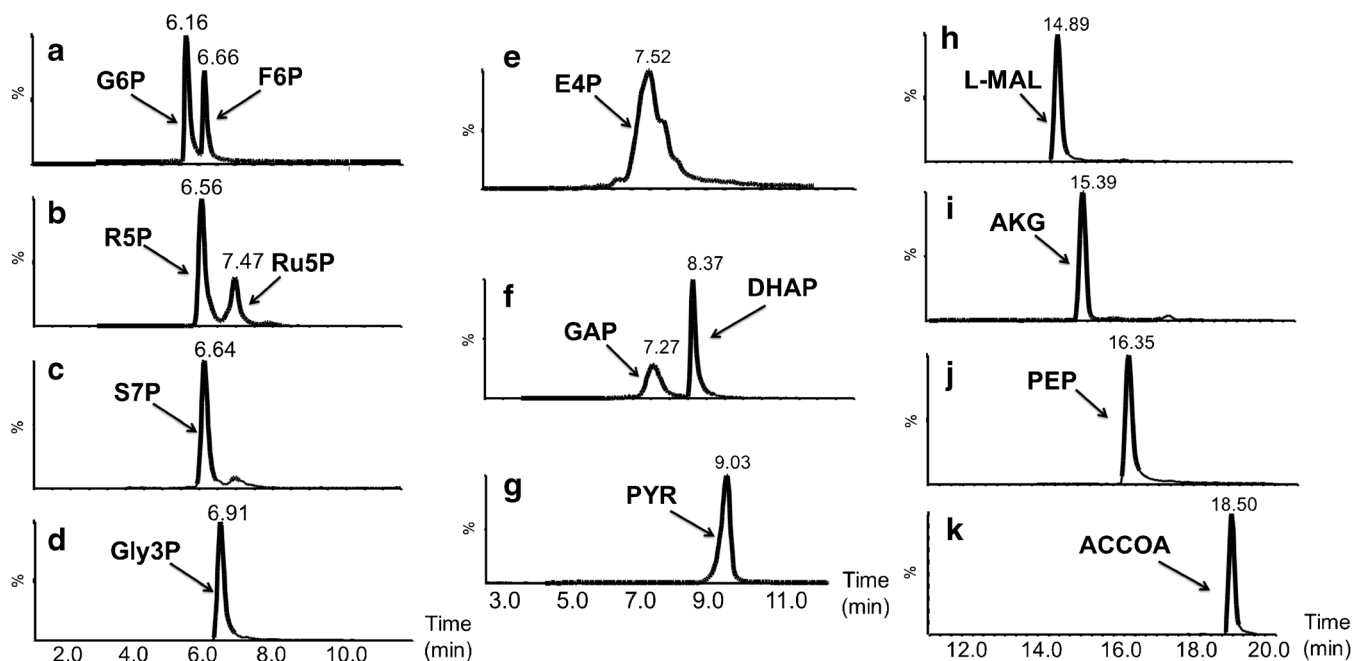 a
6.16
6.66
G6P
F6P
%
b
6.56
R5P
7.47
Ru5P
%
c
6.64
S7P
%
d
6.91
Gly3P
%
Time
(min)
2.0 4.0 6.0 8.0 10.0
e
7.52
E4P
%
f
8.37
DHAP
GAP
7.27
%
g
9.03
PYR
%
Time
(min)
3.0 5.0 7.0 9.0 11.0
h
14.89
L-MAL
%
i
15.39
AKG
%
j
16.35
PEP
%
k
18.50
ACCOA
%
Time
(min)
12.0 14.0 16.0 18.0 20.0